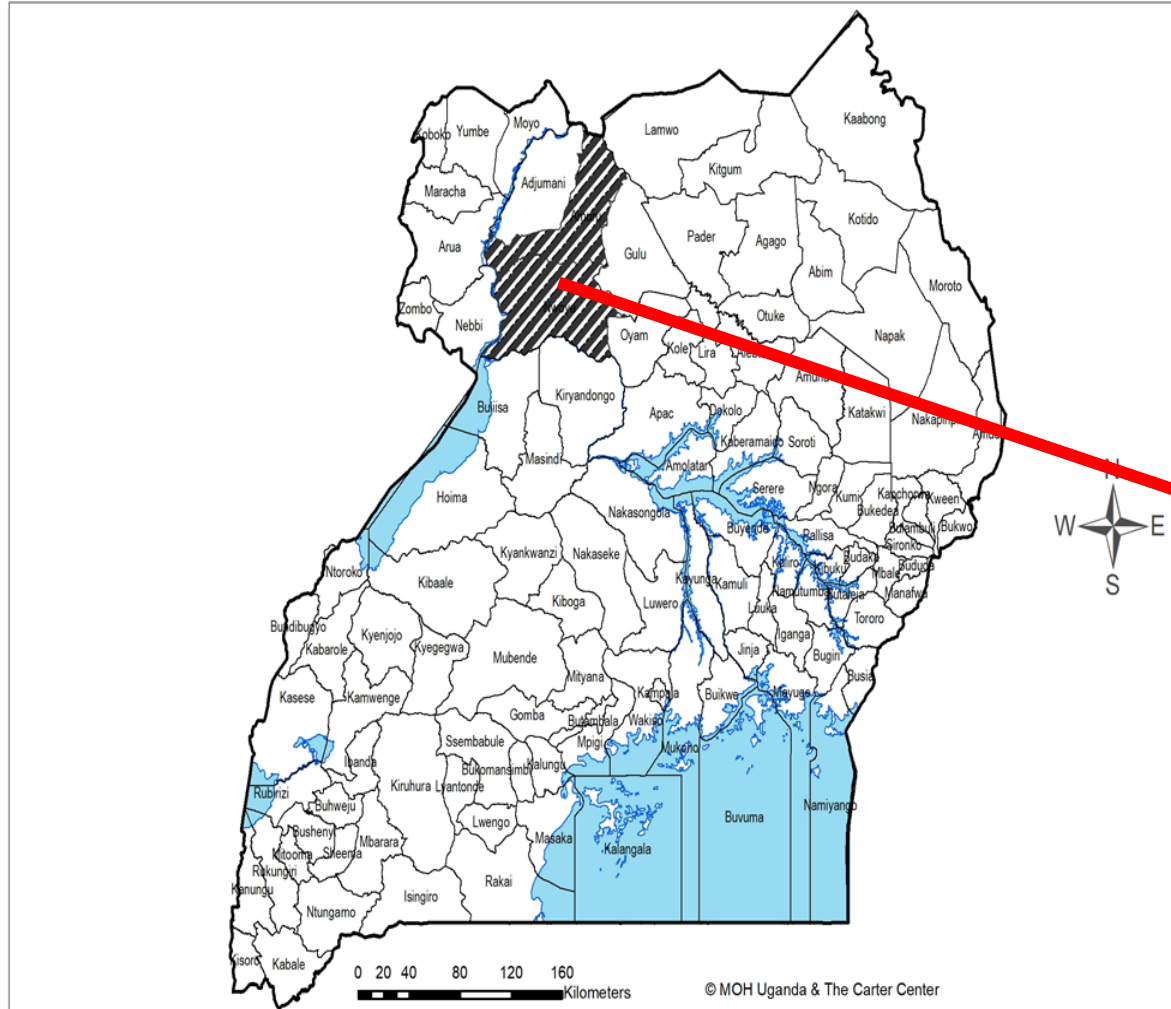 Kaabong
Moyo
Koboko
Yumbe
Lamwo
Kitgum
Adjumani
Maracha
Kotido
Arua
Pader
Agago
Gulu
Abim
Moroto
Zombo
Nwoya
Nebbi
Otuke
Oyam
Napak
Kole
Lira
Amuria
Kiryandongo
Buliisa
Apac
Dokolo
Katakwi
Kaberamaido
Soroti
Masindi
Amolatar
Hoima
Serere
Ngora
Kumi
Kapchorwa
Kween
Bukedea
Nakasongola
Bulambuli
Bukwo
Buyende
Pallisa
Sironko
Kyankwanzi
Nakaseke
Budaka
Ntoroko
Kaliro
Kibuku
Mbale
Bududa
Kibaale
Kayunga
Kamuli
Namutumba
Butaleja
Manafwa
Kiboga
Luwero
Luuka
Tororo
Bundibugyo
Kyenjojo
Iganga
Kabarole
Kyegegwa
Mubende
Jinja
Bugiri
Mityana
Busia
Kasese
Kamwenge
Kampala
Buikwe
Mayuge
Gomba
Butambala
Wakiso
Ssembabule
Mpigi
Mukono
Ibanda
Bukomansimbi
Kalungu
Kiruhura
Lyantonde
Rubirizi
Buhweju
Namiyango
Lwengo
Buvuma
Bushenyi
Mbarara
Masaka
Kalangala
Mitooma
Sheema
Rukungiri
Rakai
Kanungu
Isingiro
Ntungamo
Kisoro
Kabale
N
W
E
S
0 20 40 80 120 160
Kilometers
© MOH Uganda & The Carter Center